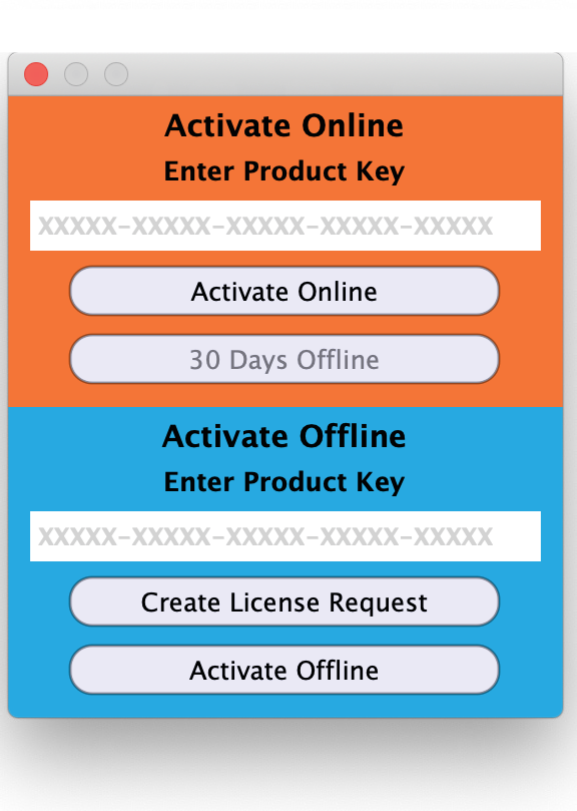 Activate Online
Enter Product Key
XXXXX-XXXXX-XXXXX-XXXXX-XXXXX
Activate Online
30 Days Offline
Activate Offline
Enter Product Key
XXXXX-XXXXX-XXXXX-XXXXX-XXXXX
Create License Request
Activate Offline